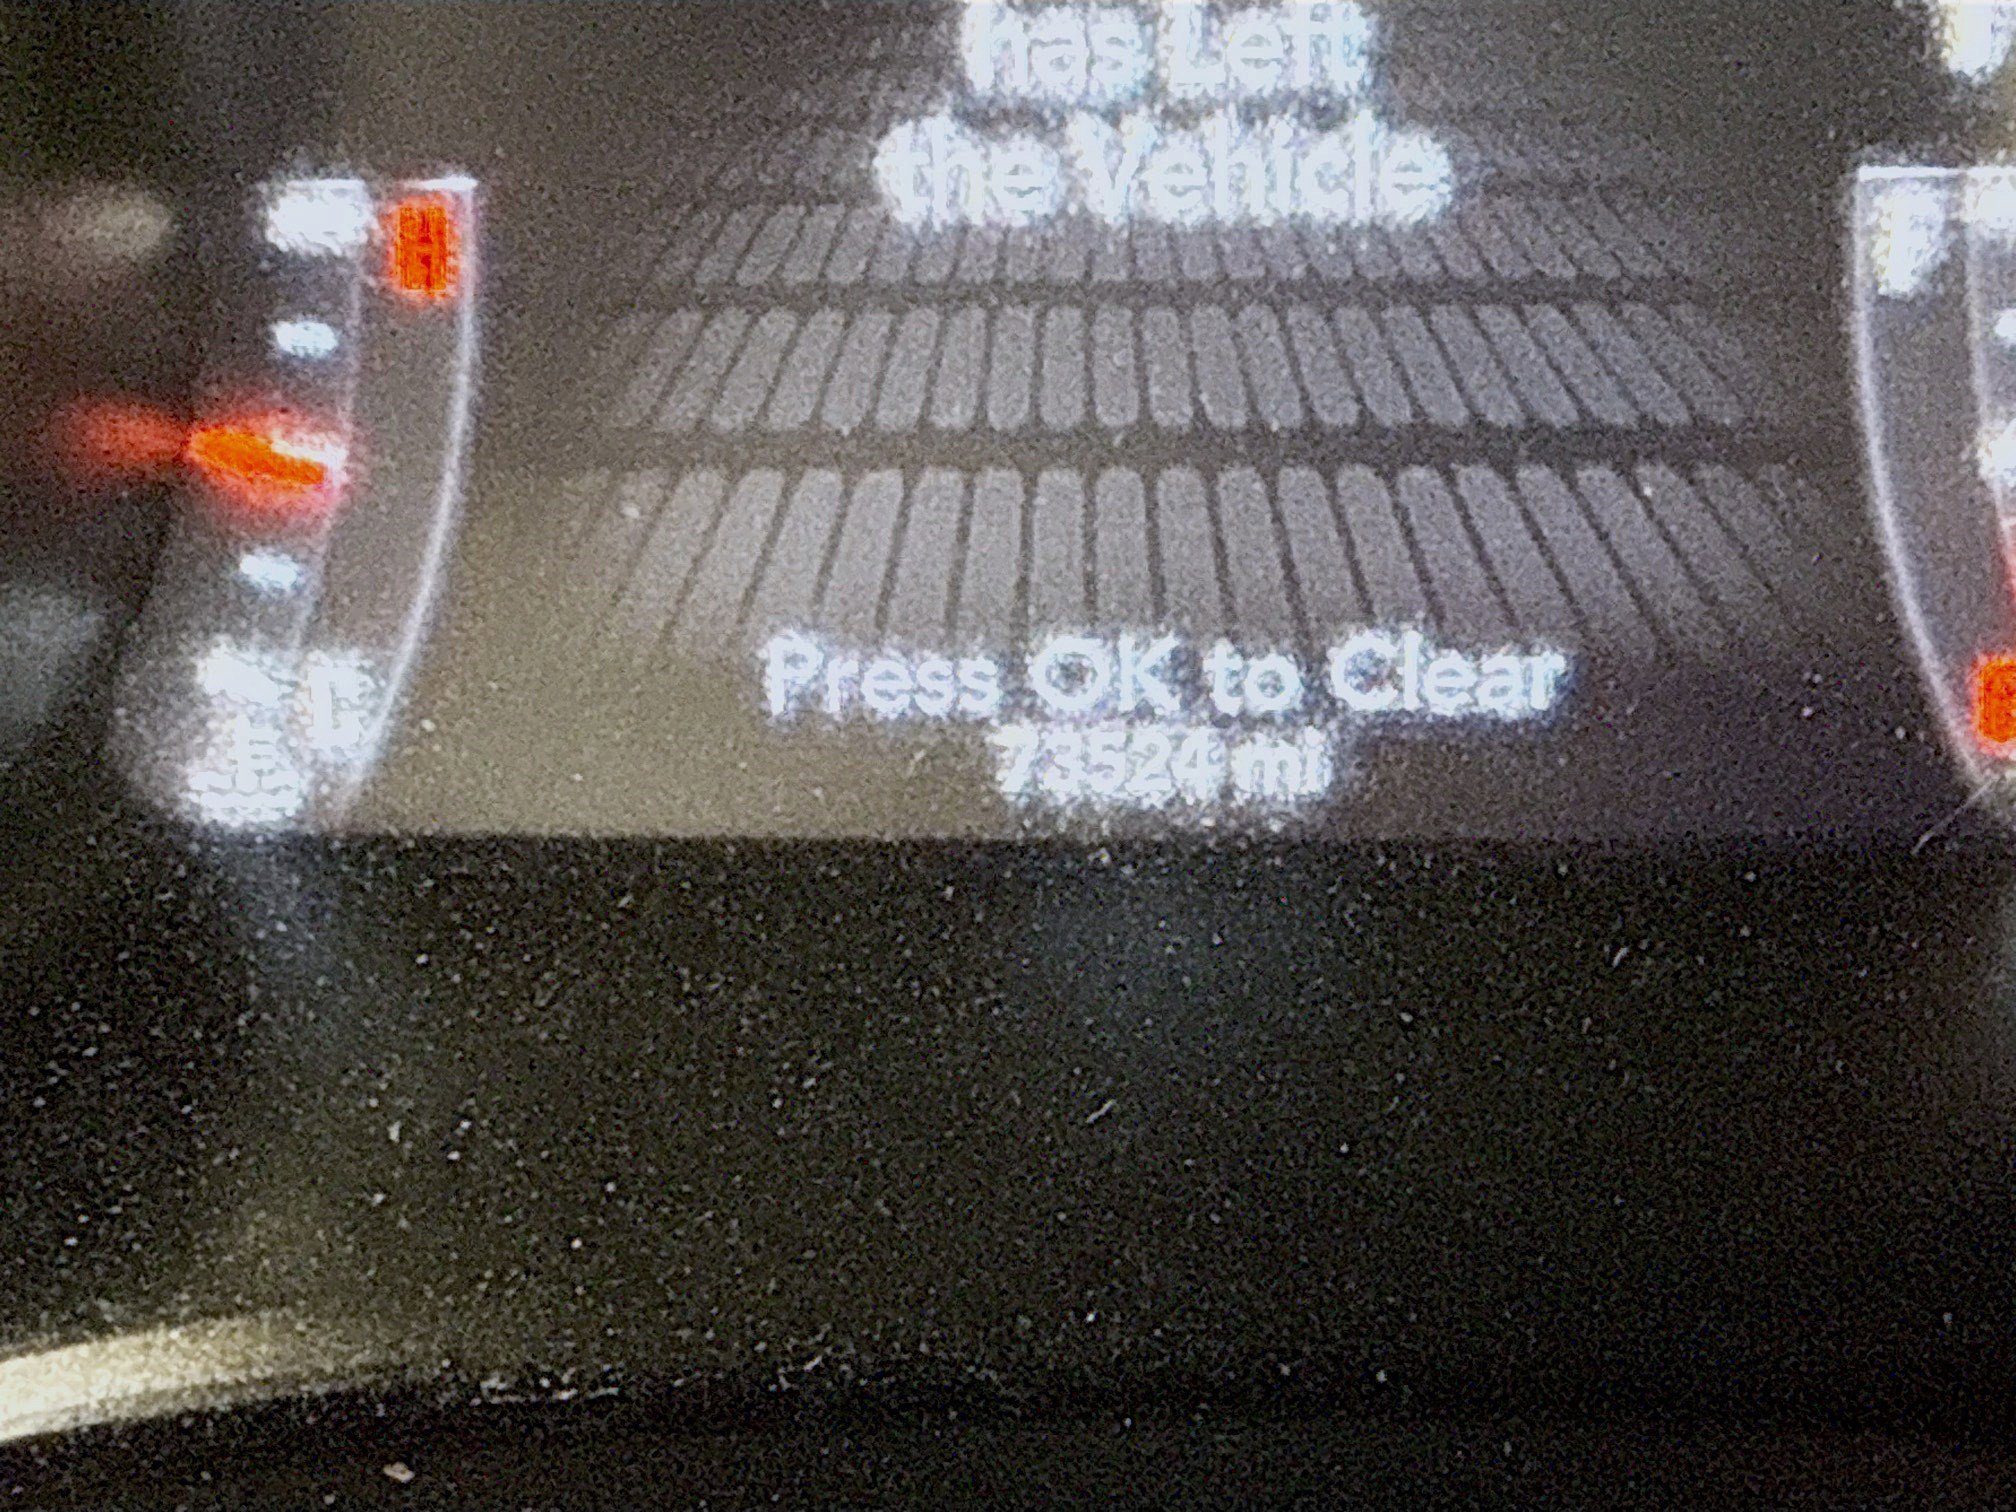 has Left
the Vehicle
H
F
C
Press OK to Clear
73524 mi